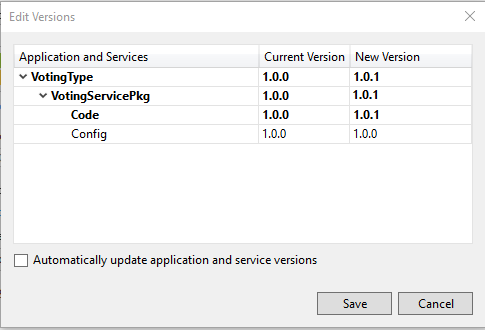 Edit Versions
Application and Services Current Version New Version
VotingType 1.0.0 1.0.1
VotingServicePkg 1.0.0 1.0.1
Code 1.0.0 1.0.1
Config 1.0.0 1.0.0
Automatically update application and service versions
Save Cancel